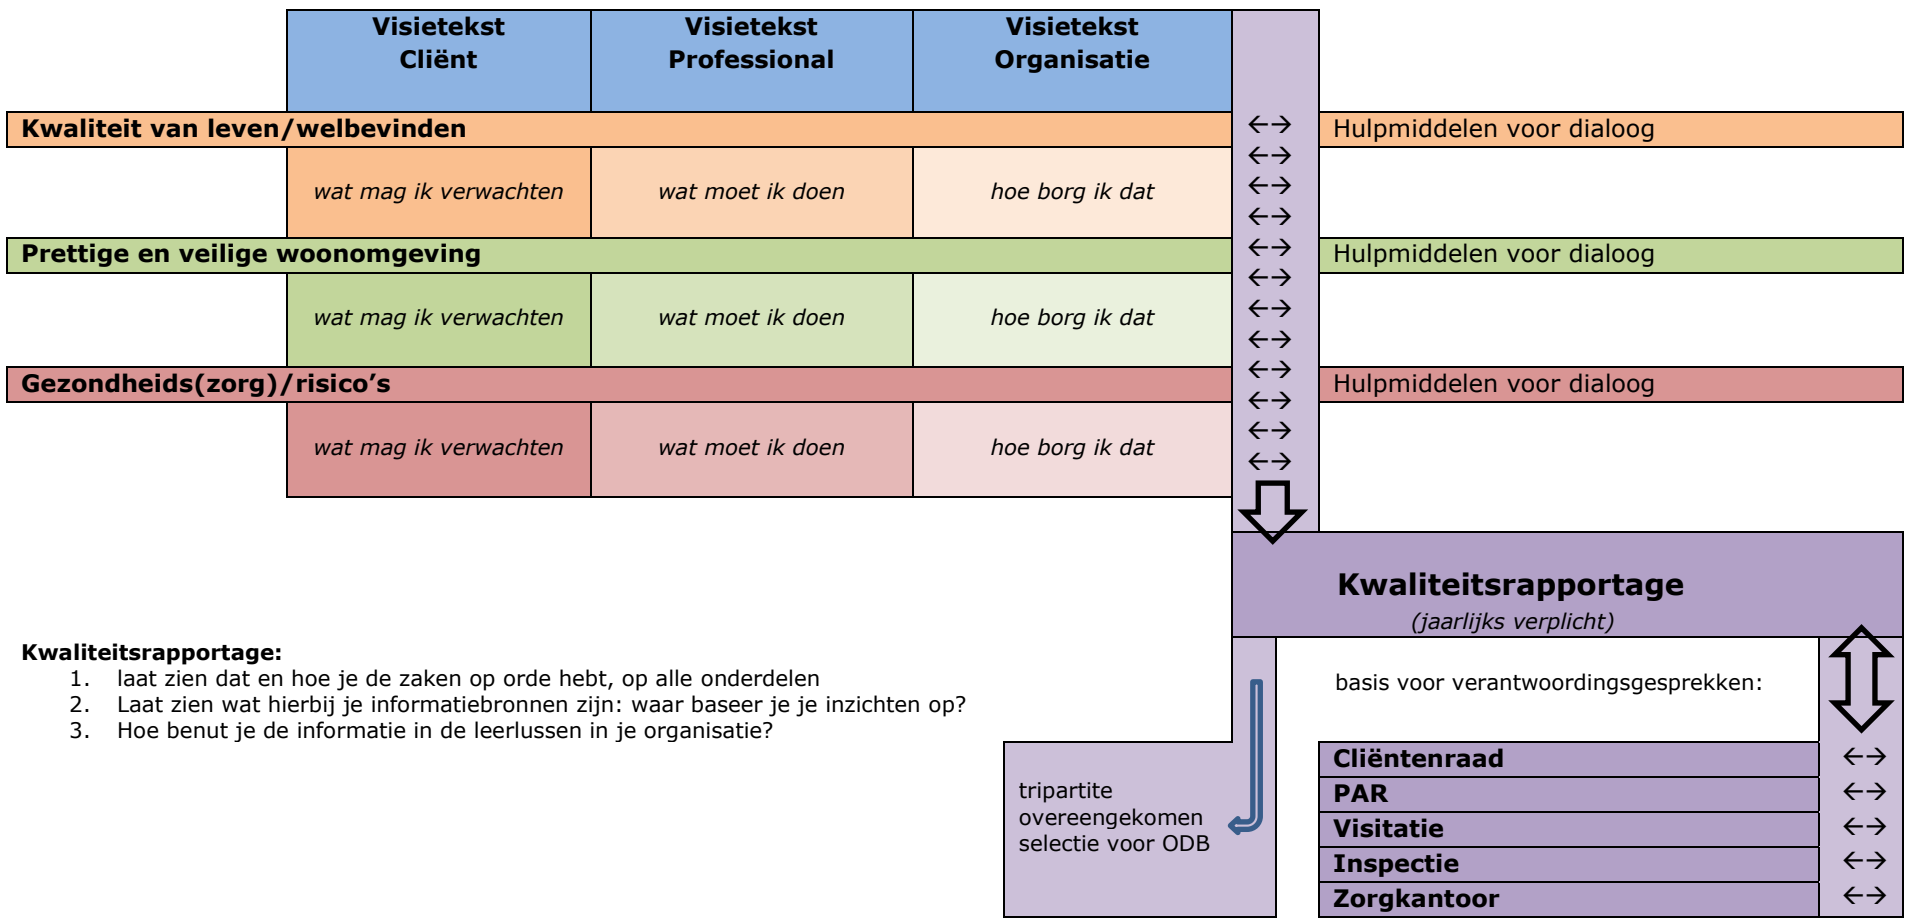 Visietekst
Cliënt
Visietekst
Professional
Visietekst
Organisatie
Kwaliteit van leven/welbevinden
←→
Hulpmiddelen voor dialoog
←→
wat mag ik verwachten
wat moet ik doen
hoe borg ik dat
←→
←→
Prettige en veilige woonomgeving
←→
Hulpmiddelen voor dialoog
←→
wat mag ik verwachten
wat moet ik doen
hoe borg ik dat
←→
←→
Gezondheids(zorg)/risico’s
←→
Hulpmiddelen voor dialoog
←→
wat mag ik verwachten
wat moet ik doen
hoe borg ik dat
←→
←→
Kwaliteitsrapportage
(jaarlijks verplicht)
Kwaliteitsrapportage:
1. laat zien dat en hoe je de zaken op orde hebt, op alle onderdelen
2. Laat zien wat hierbij je informatiebronnen zijn: waar baseer je je inzichten op?
3. Hoe benut je de informatie in de leerlussen in je organisatie?
basis voor verantwoordingsgesprekken:
tripartite
overeengekomen
selectie voor ODB
Cliëntenraad ←→
PAR ←→
Visitatie ←→
Inspectie ←→
Zorgkantoor ←→